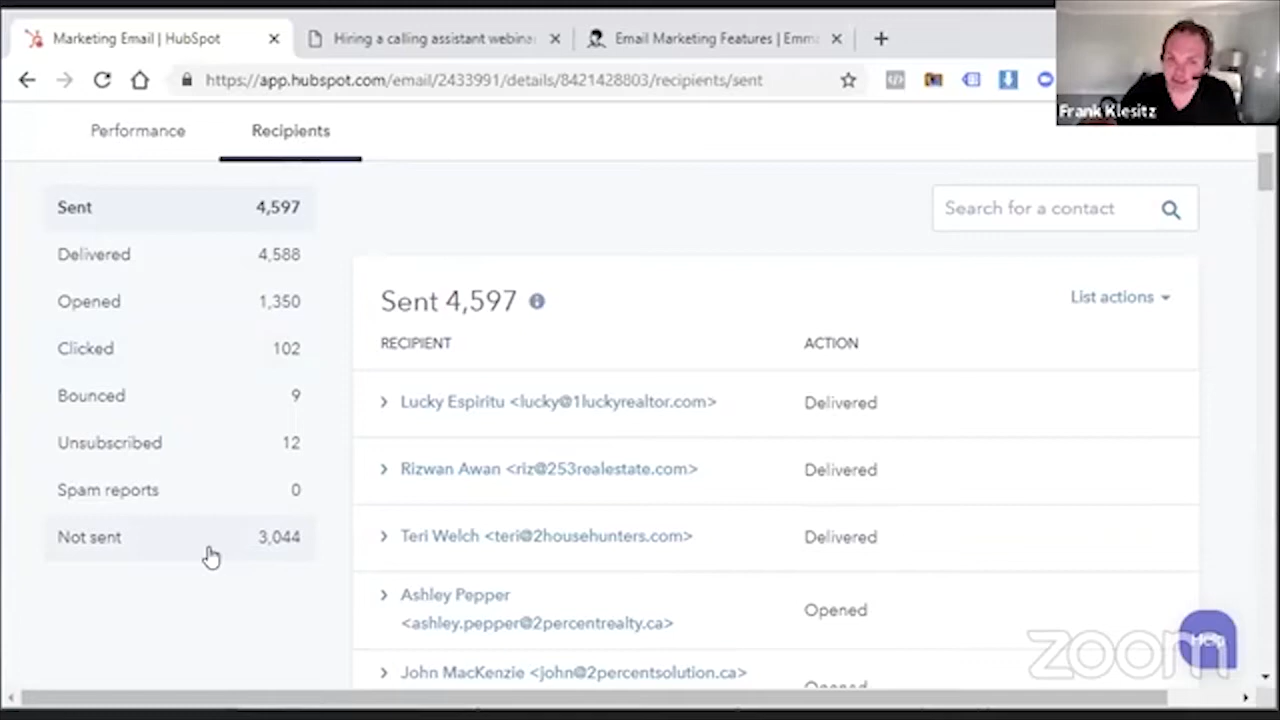 Marketing Email | HubSpot
Hiring a calling assistant webina
Email Marketing Features | Emma
https://app.hubspot.com/email/2433991/details/8421428803/recipients/sent
Frank Klesitz
Performance
Recipients
Sent 4,597
Delivered 4,588
Opened 1,350
Clicked 102
Bounced 9
Unsubscribed 12
Spam reports 0
Not sent 3,044
Search for a contact
Sent 4,597
List actions
RECIPIENT ACTION
Lucky Espiritu <lucky@1luckyrealtor.com> Delivered
Rizwan Awan <riz@253realestate.com> Delivered
Teri Welch <teri@2househunters.com> Delivered
Ashley Pepper
<ashley.pepper@2percentrealty.ca> Opened
John MacKenzie <john@2percentsolution.ca> Opened
zoom
Help